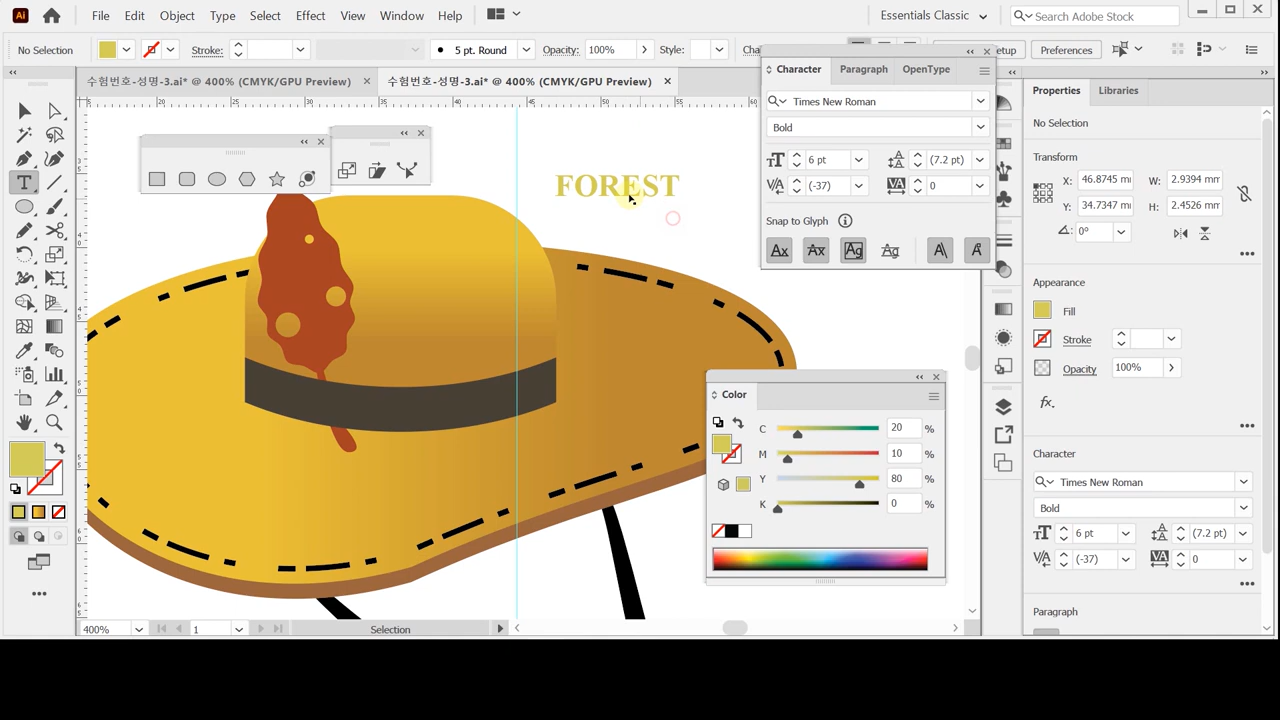 Ai File Edit Object Type Select Effect View Window Help Essentials Classic Search Adobe Stock
No Selection Stroke: 5 pt. Round Opacity: 100% Style: Preferences
수험번호-성명-3.ai* @ 400% (CMYK/GPU Preview) × 수험번호-성명-3.ai* @ 400% (CMYK/GPU Preview) ×
Character Paragraph OpenType
Times New Roman
Bold
6 pt (7.2 pt)
(-37) 0
Snap to Glyph
FOREST
Color
C 20 %
M 10 %
Y 80 %
K 0 %
Properties Libraries
No Selection
Transform
X: 46.8745 mm W: 2.9394 mm
Y: 34.7347 mm H: 2.4526 mm
0°
Appearance
Fill
Stroke
Opacity 100%
fx.
Character
Times New Roman
Bold
6 pt (7.2 pt)
(-37) 0
Paragraph
400% 1 Selection